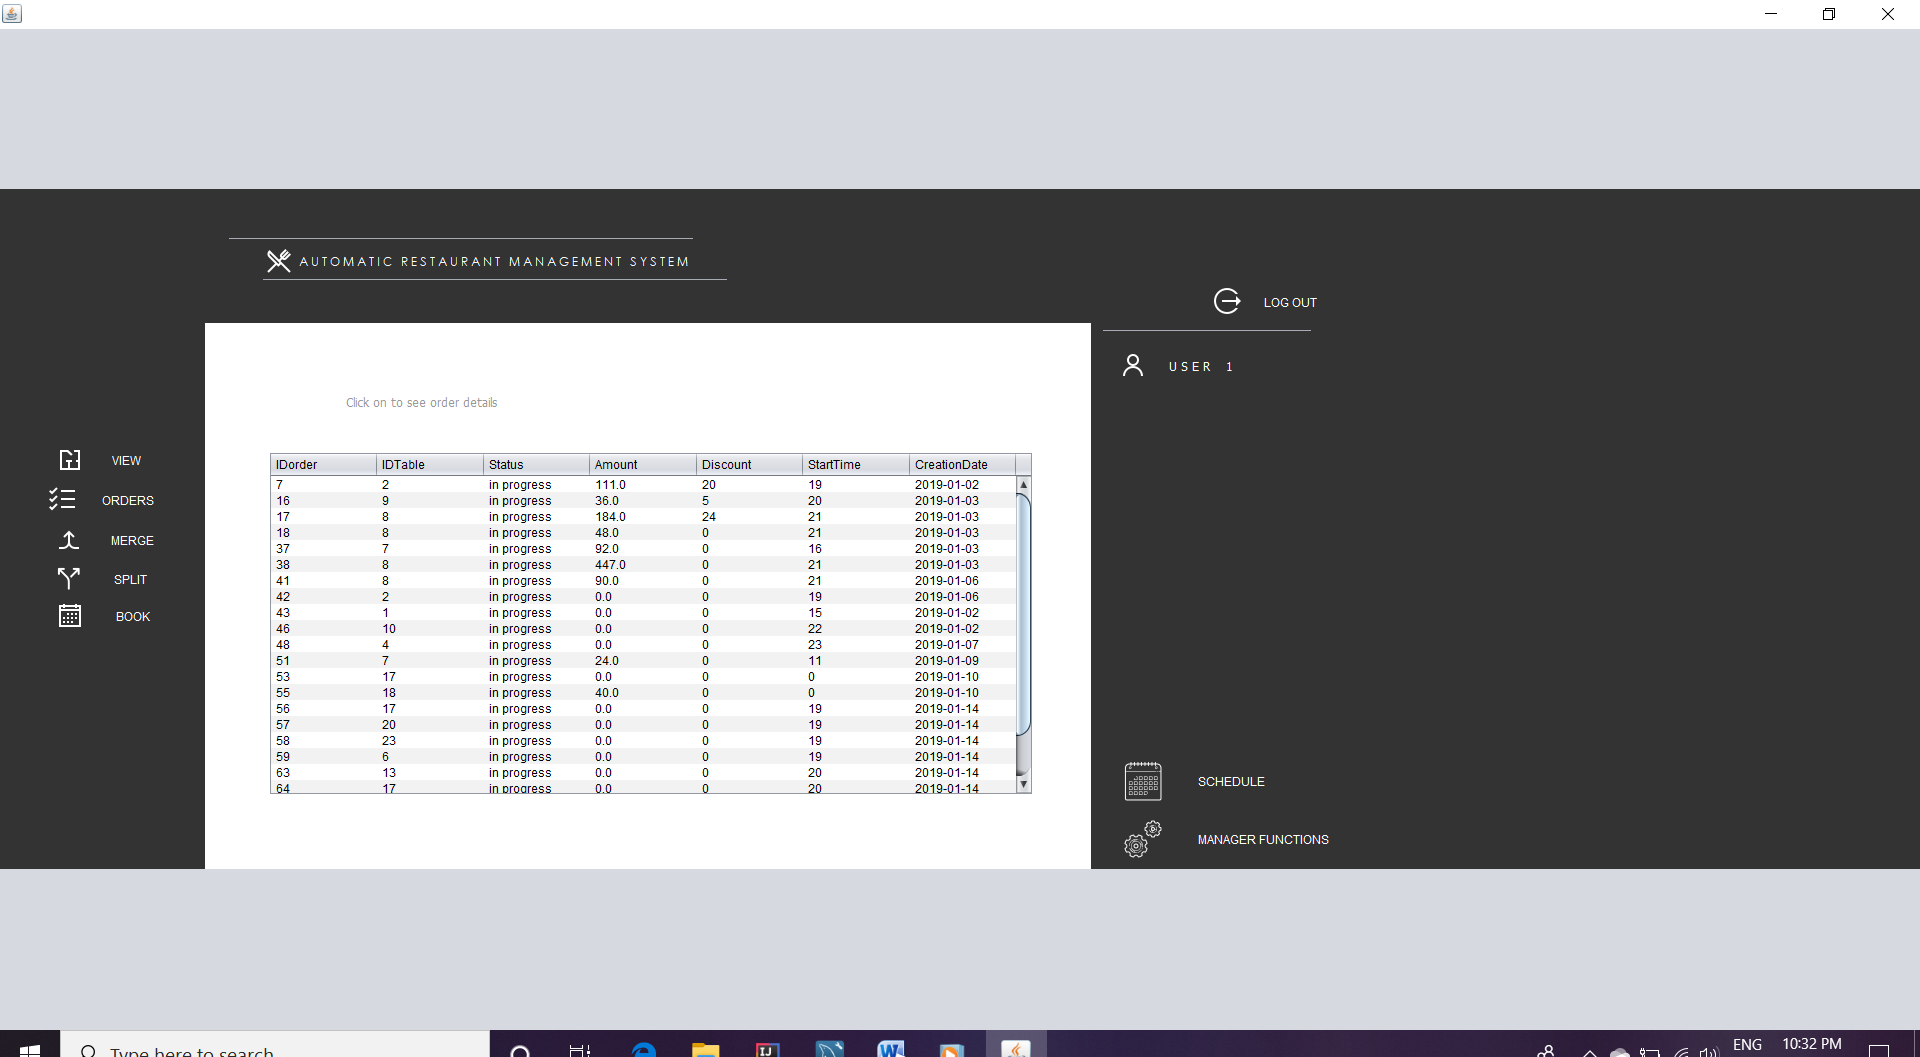 AUTOMATIC RESTAURANT MANAGEMENT SYSTEM
LOG OUT
USER 1
Click on to see order details
VIEW
ORDERS
MERGE
SPLIT
BOOK
IDorder IDTable Status Amount Discount StartTime CreationDate
7 2 in progress 111.0 20 19 2019-01-02
16 9 in progress 36.0 5 20 2019-01-03
17 8 in progress 184.0 24 21 2019-01-03
18 8 in progress 48.0 0 21 2019-01-03
37 7 in progress 92.0 0 16 2019-01-03
38 8 in progress 447.0 0 21 2019-01-03
41 8 in progress 90.0 0 21 2019-01-06
42 2 in progress 0.0 0 19 2019-01-06
43 1 in progress 0.0 0 15 2019-01-02
46 10 in progress 0.0 0 22 2019-01-02
48 4 in progress 0.0 0 23 2019-01-07
51 7 in progress 24.0 0 11 2019-01-09
53 17 in progress 0.0 0 0 2019-01-10
55 18 in progress 40.0 0 0 2019-01-10
56 17 in progress 0.0 0 19 2019-01-14
57 20 in progress 0.0 0 19 2019-01-14
58 23 in progress 0.0 0 19 2019-01-14
59 6 in progress 0.0 0 19 2019-01-14
63 13 in progress 0.0 0 20 2019-01-14
64 17 in progress 0.0 0 20 2019-01-14
SCHEDULE
MANAGER FUNCTIONS
Type here to search
IJ
W
ENG
10:32 PM